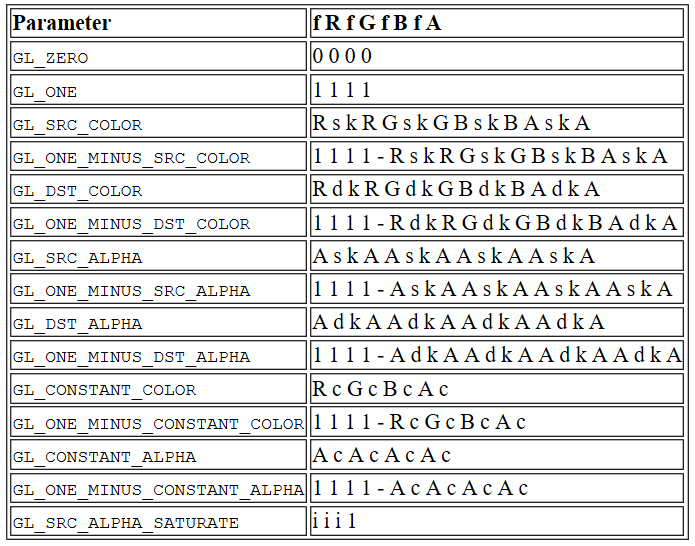 Parameter f R f G f B f A
GL_ZERO 0 0 0 0
GL_ONE 1 1 1 1
GL_SRC_COLOR R s k R G s k G B s k B A s k A
GL_ONE_MINUS_SRC_COLOR 1 1 1 1 - R s k R G s k G B s k B A s k A
GL_DST_COLOR R d k R G d k G B d k B A d k A
GL_ONE_MINUS_DST_COLOR 1 1 1 1 - R d k R G d k G B d k B A d k A
GL_SRC_ALPHA A s k A A s k A A s k A A s k A
GL_ONE_MINUS_SRC_ALPHA 1 1 1 1 - A s k A A s k A A s k A A s k A
GL_DST_ALPHA A d k A A d k A A d k A A d k A
GL_ONE_MINUS_DST_ALPHA 1 1 1 1 - A d k A A d k A A d k A A d k A
GL_CONSTANT_COLOR R c G c B c A c
GL_ONE_MINUS_CONSTANT_COLOR 1 1 1 1 - R c G c B c A c
GL_CONSTANT_ALPHA A c A c A c A c
GL_ONE_MINUS_CONSTANT_ALPHA 1 1 1 1 - A c A c A c A c
GL_SRC_ALPHA_SATURATE i i i 1